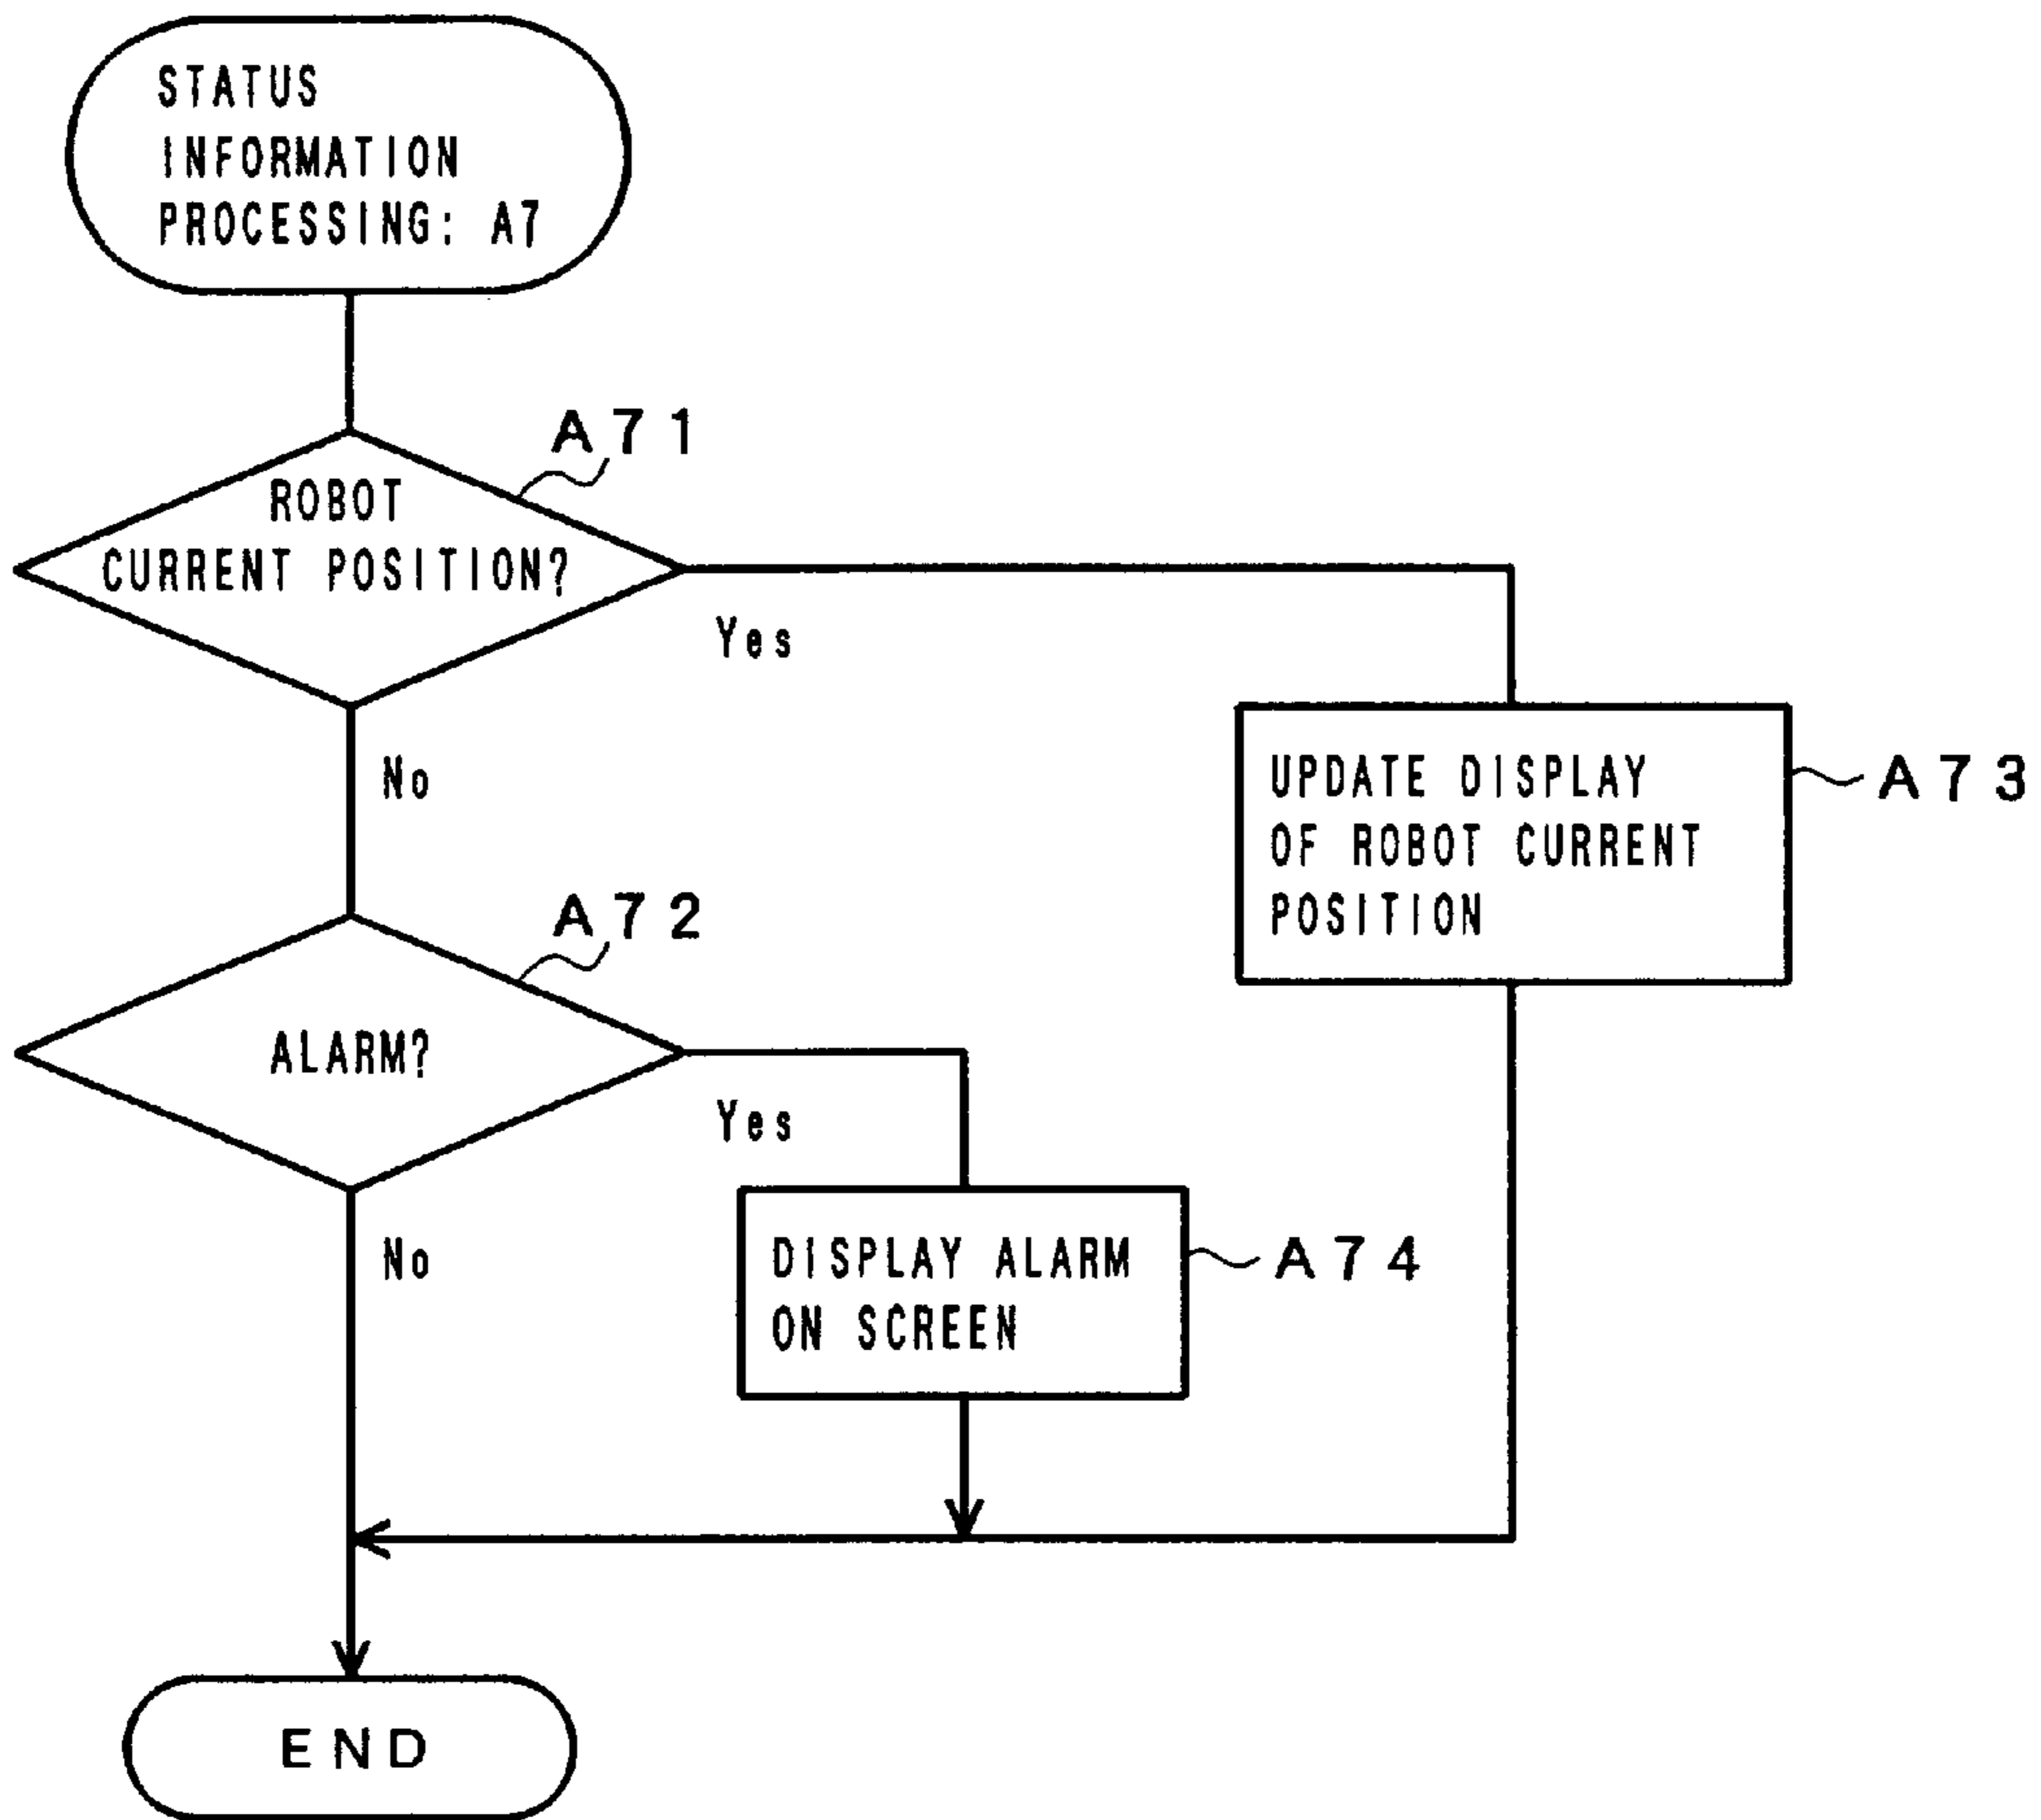 STATUS
INFORMATION
PROCESSING: A7
A71
ROBOT
CURRENT POSITION?
Yes
No
UPDATE DISPLAY
OF ROBOT CURRENT
POSITION
A73
A72
ALARM?
Yes
No
DISPLAY ALARM
ON SCREEN
A74
END